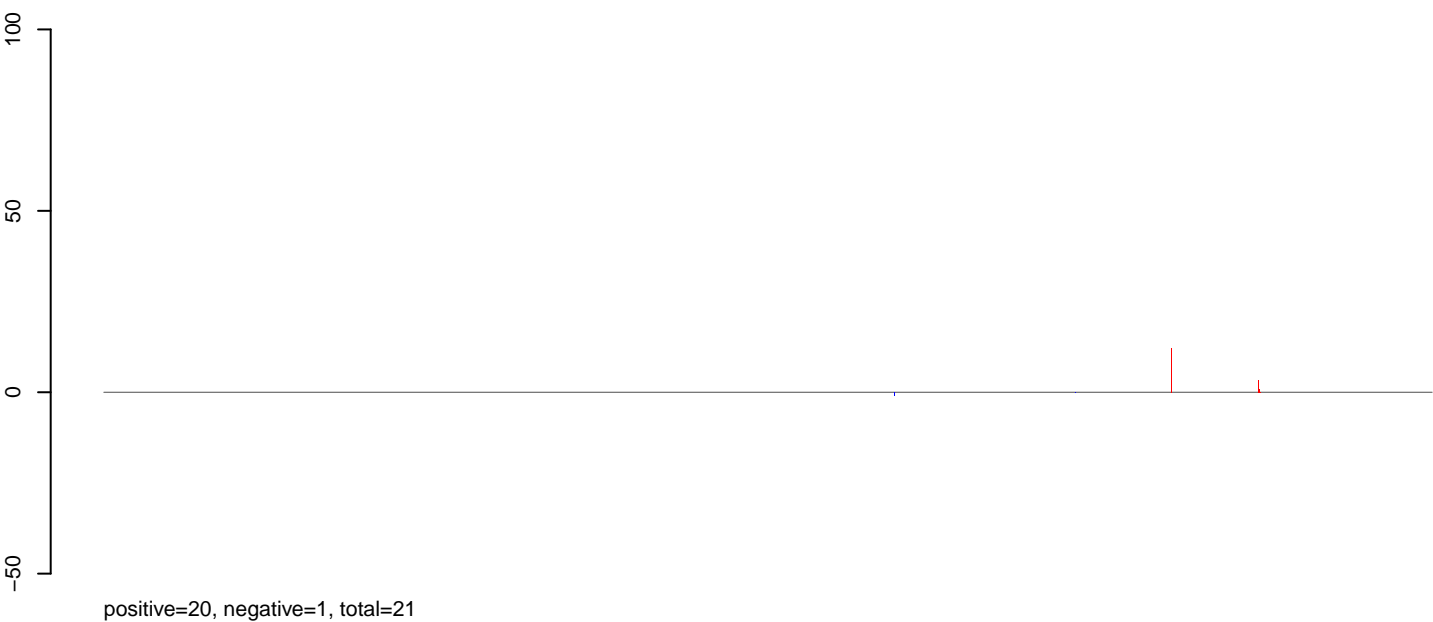 100
50
0
−50
positive=20, negative=1, total=21